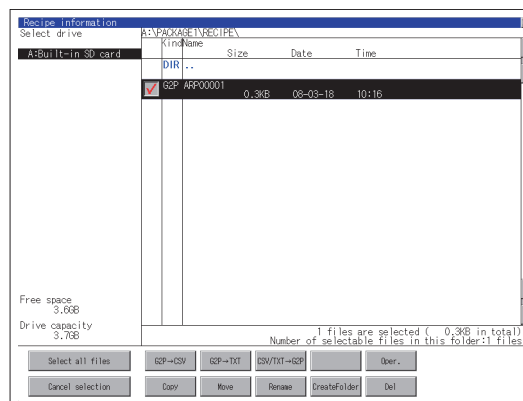 Recipe information
Select drive
A:\PACKAGE1\RECIPE\
Kind Name
Size Date Time
A:Built-in SD card
DIR ..
G2P ARP00001
0.3KB 08-03-18 10:16
Free space
3.6GB
Drive capacity
3.7GB
1 files are selected ( 0.3KB in total)
Number of selectable files in this folder:1 files
Select all files G2P→CSV G2P→TXT CSV/TXT→G2P Oper.
Cancel selection Copy Move Rename CreateFolder Del